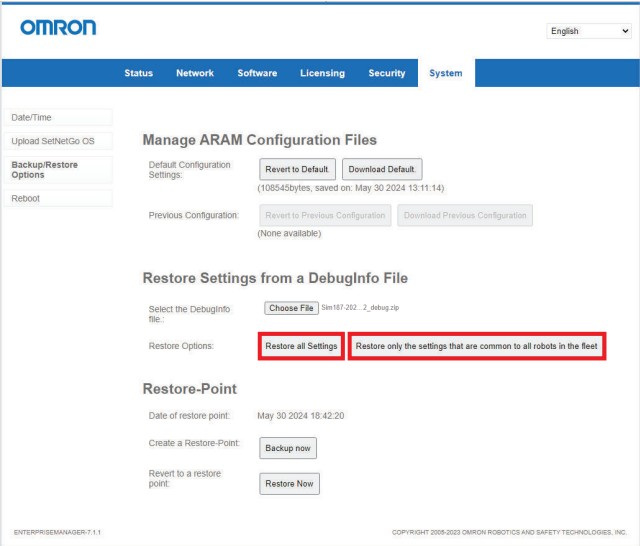 OMRON
English
Status Network Software Licensing Security System
Date/Time
Upload SetNetGo OS
Backup/Restore
Options
Reboot
Manage ARAM Configuration Files
Default Configuration
Settings:
Revert to Default. Download Default.
(108545bytes, saved on: May 30 2024 13:11:14)
Previous Configuration:
Revert to Previous Configuration Download Previous Configuration
(None available)
Restore Settings from a DebugInfo File
Select the DebugInfo
file.:
Choose File Sim187-202...2_debug.zip
Restore Options:
Restore all Settings Restore only the settings that are common to all robots in the fleet
Restore-Point
Date of restore point: May 30 2024 18:42:20
Create a Restore-Point: Backup now
Revert to a restore
point: Restore Now
ENTERPRISEMANAGER-7.1.1 COPYRIGHT 2005-2023 OMRON ROBOTICS AND SAFETY TECHNOLOGIES, INC.